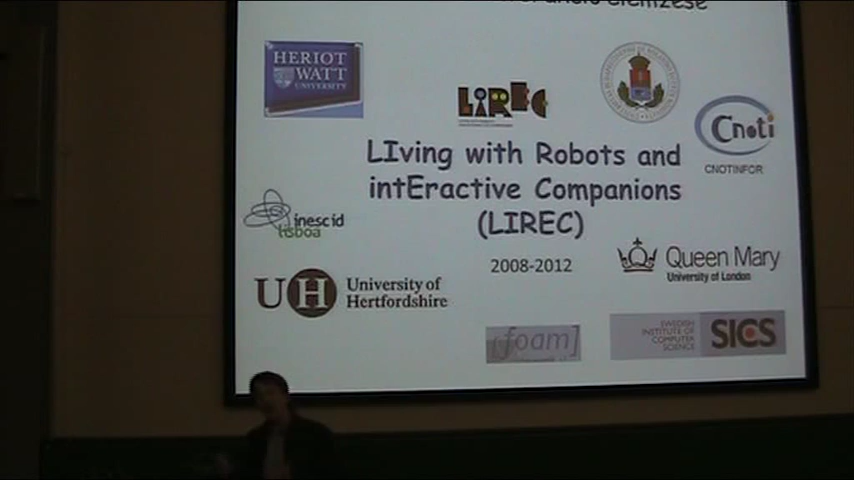 elemzése
HERIOT
WATT
UNIVERSITY
LIREC
Cnoti
CNOTINFOR
LIving with Robots and
intEractive Companions
(LIREC)
inesc id
lisboa
2008-2012
Queen Mary
University of London
UH University of
Hertfordshire
[foam]
SWEDISH
INSTITUTE OF
COMPUTER
SCIENCE
SICS